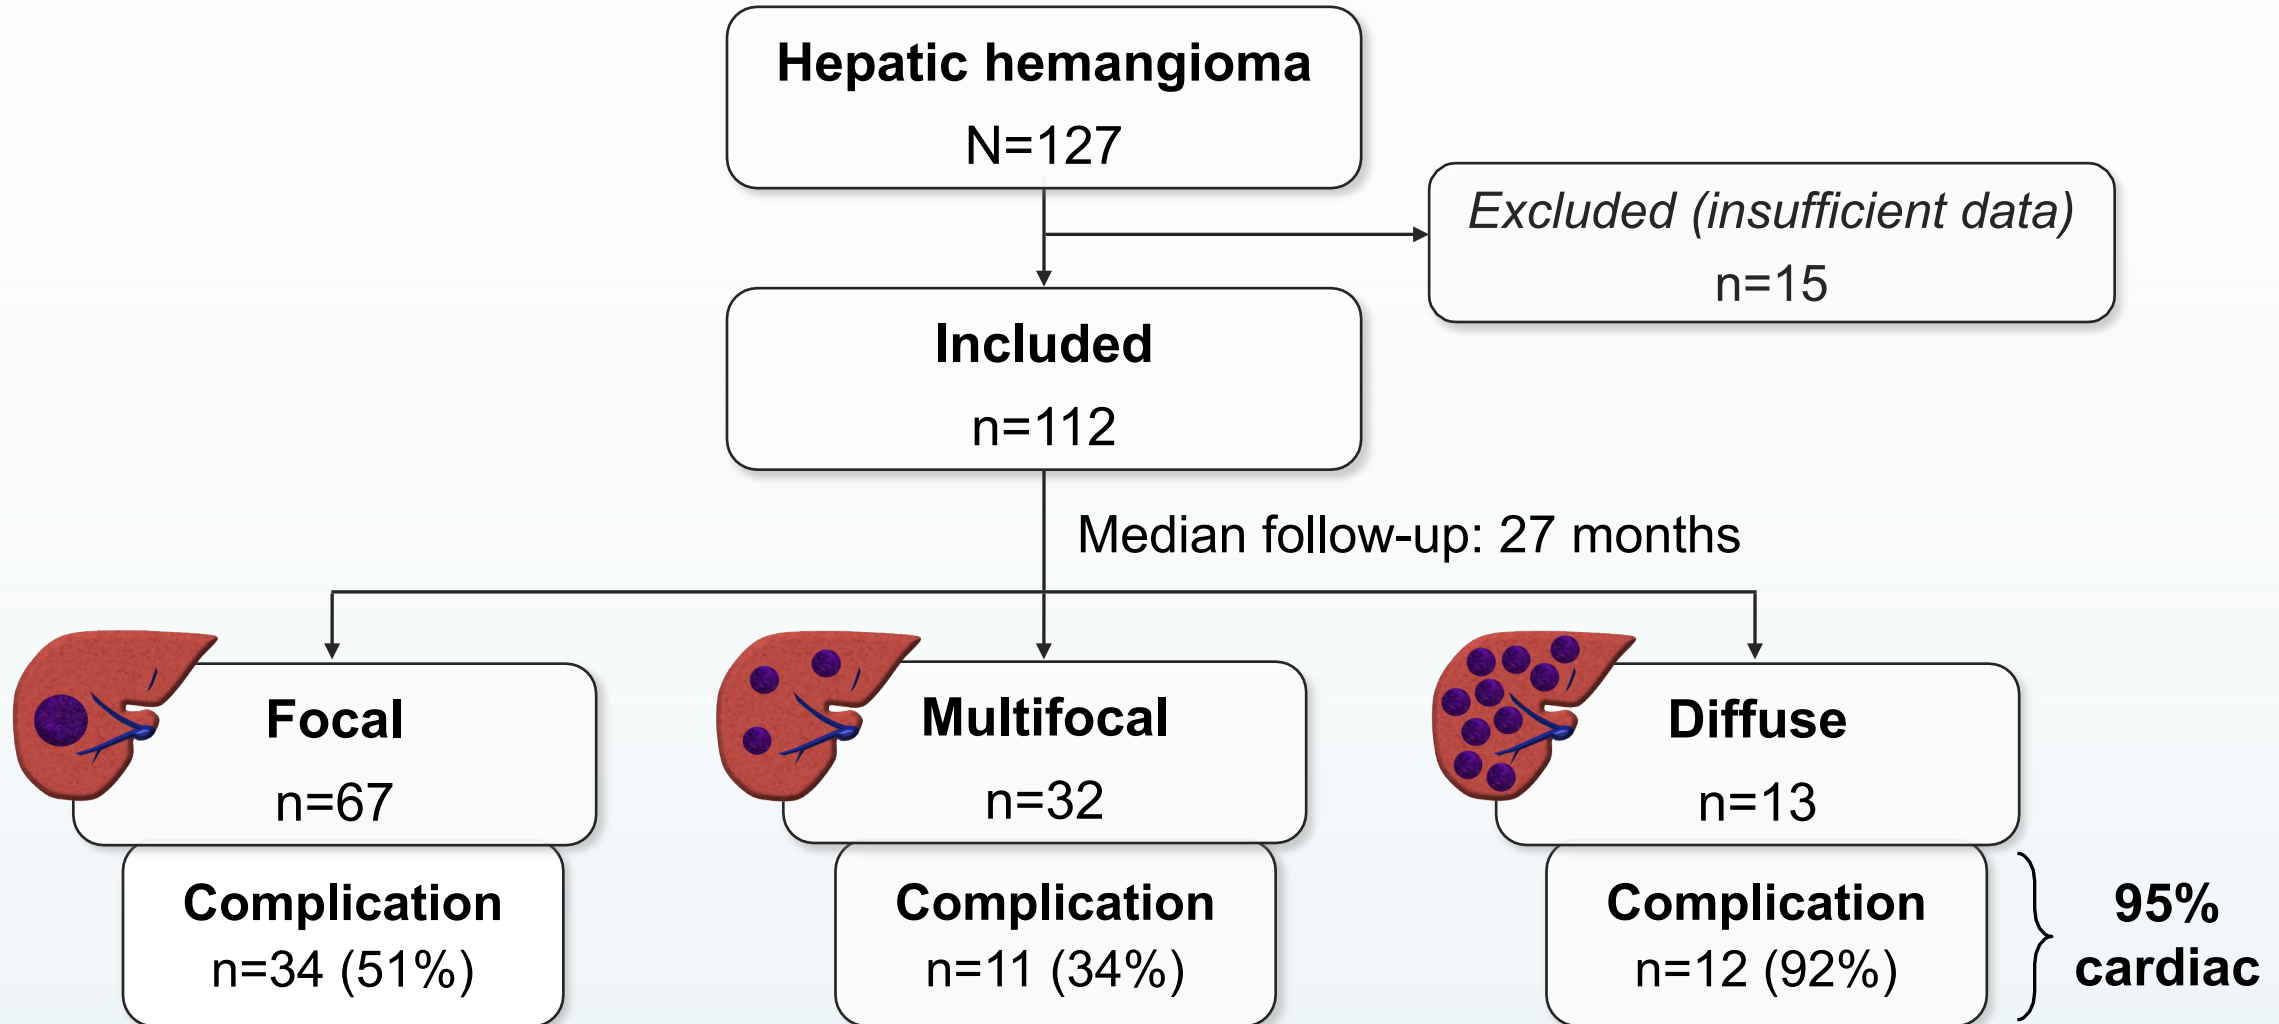 Hepatic hemangioma
N=127
Excluded (insufficient data)
n=15
Included
n=112
Median follow-up: 27 months
Focal
n=67
Multifocal
n=32
Diffuse
n=13
Complication
n=34 (51%)
Complication
n=11 (34%)
Complication
n=12 (92%)
95%
cardiac